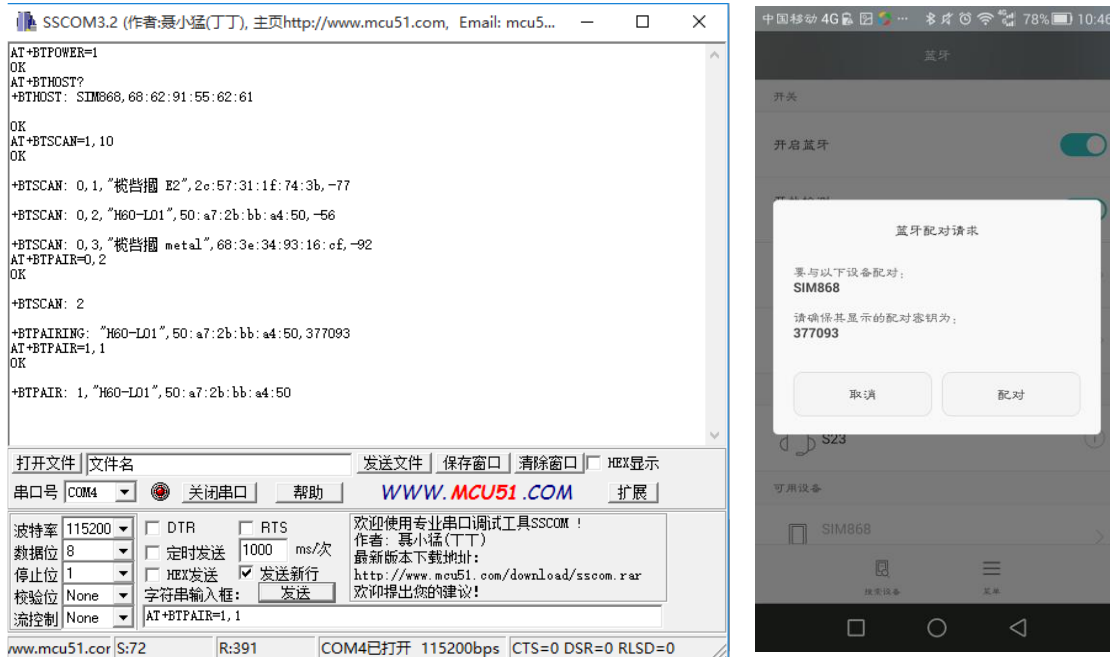 SSCOM3.2 (作者:聂小猛(丁丁), 主页http://www.mcu51.com, Email: mcu5...
AT+BTPOWER=1
OK
AT+BTHOST?
+BTHOST: SIM868,68:62:91:55:62:61
OK
AT+BTSCAN=1,10
OK
+BTSCAN: 0,1,"榄呰摑 E2",2c:57:31:1f:74:3b,-77
+BTSCAN: 0,2,"H60-L01",50:a7:2b:bb:a4:50,-56
+BTSCAN: 0,3,"榄呰摑 metal",68:3e:34:93:16:cf,-92
AT+BTPAIR=0,2
OK
+BTSCAN: 2
+BTPAIRING: "H60-L01",50:a7:2b:bb:a4:50,377093
AT+BTPAIR=1,1
OK
+BTPAIR: 1,"H60-L01",50:a7:2b:bb:a4:50
打开文件 文件名 发送文件 保存窗口 清除窗口 HEX显示
串口号 COM4 关闭串口 帮助 WWW.MCU51.COM 扩展
波特率 115200 DTR RTS
数据位 8 定时发送 1000 ms/次
停止位 1 HEX发送 发送新行
校验位 None 字符串输入框: 发送
流控制 None AT+BTPAIR=1,1
欢迎使用专业串口调试工具SSCOM !
作者: 聂小猛(丁丁)
最新版本下载地址:
http://www.mcu51.com/download/sscom.rar
欢迎提出您的建议!
www.mcu51.cor S:72 R:391 COM4已打开 115200bps CTS=0 DSR=0 RLSD=0
中国移动 4G 4G 78% 10:46
蓝牙
开关
开启蓝牙
蓝牙配对请求
要与以下设备配对:
SIM868
请确保其显示的配对密钥为:
377093
取消 配对
S23
可用设备
SIM868
搜索设备 菜单